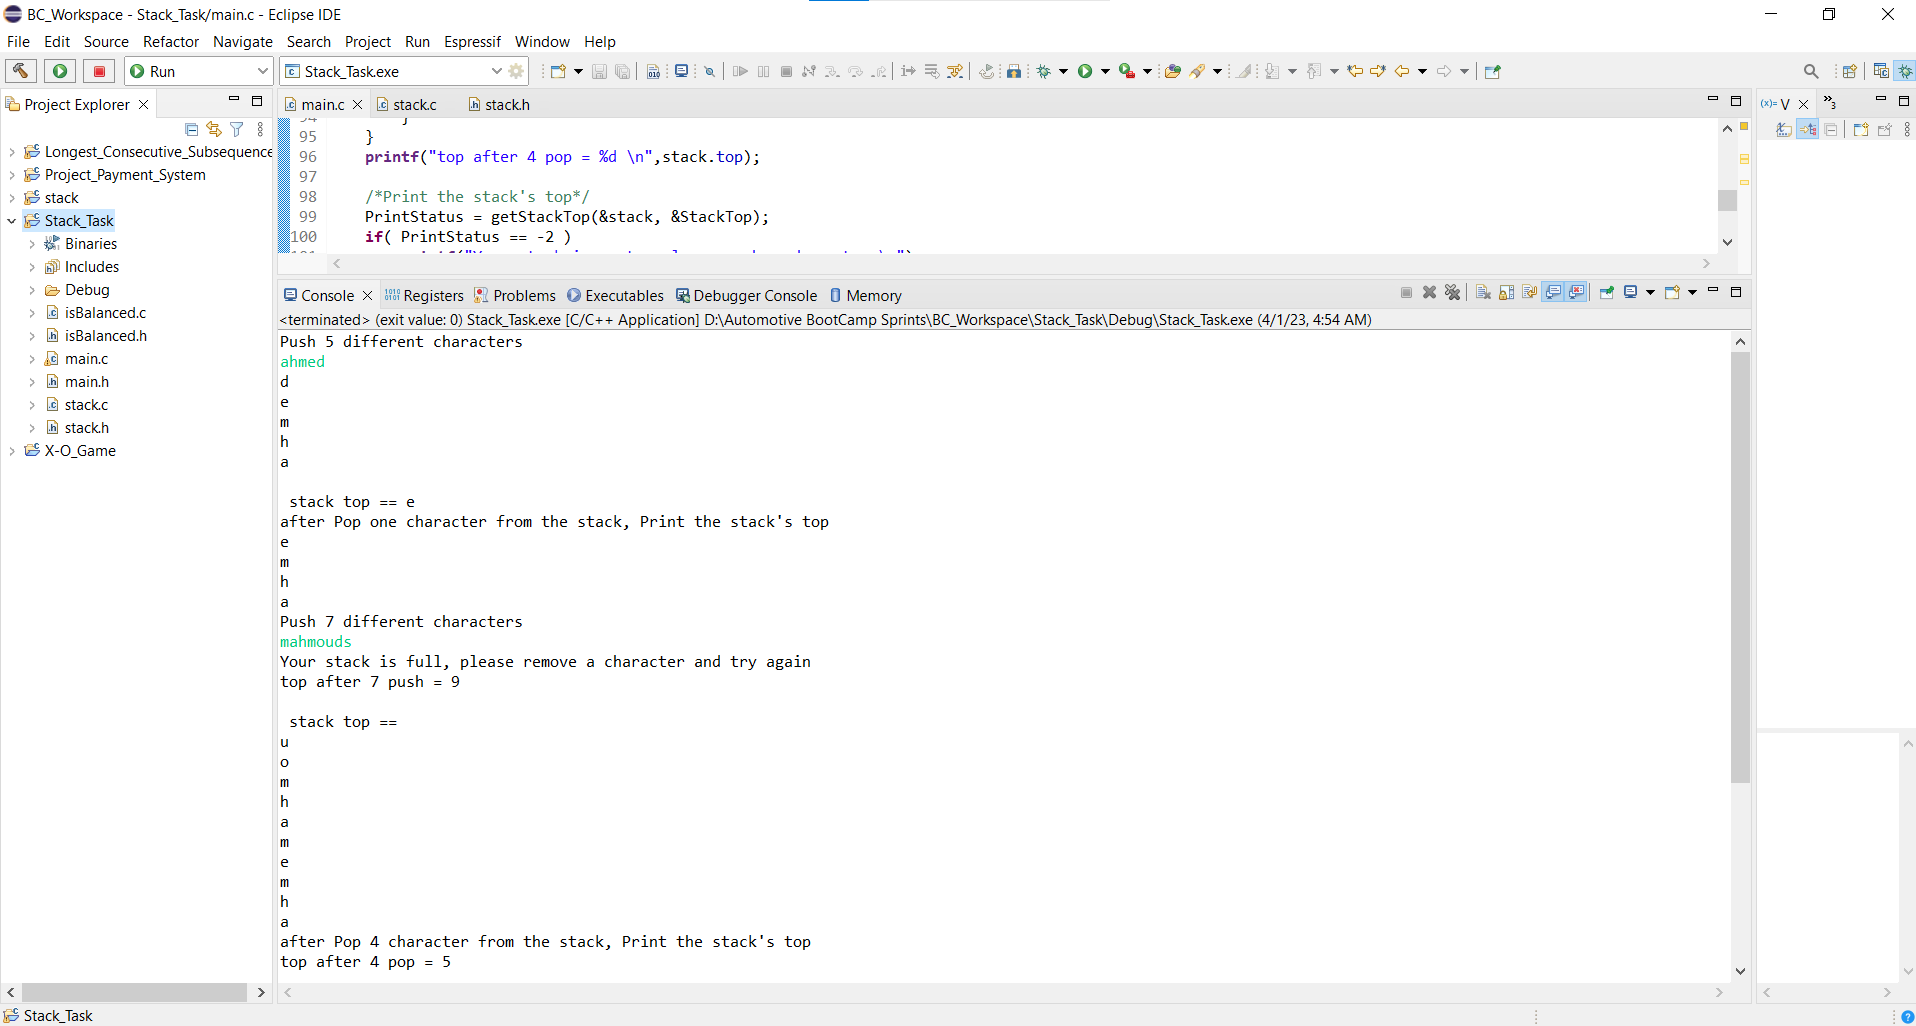 BC_Workspace - Stack_Task/main.c - Eclipse IDE
File Edit Source Refactor Navigate Search Project Run Espressif Window Help
Run
Stack_Task.exe
Project Explorer
Longest_Consecutive_Subsequence
Project_Payment_System
stack
Stack_Task
Binaries
Includes
Debug
isBalanced.c
isBalanced.h
main.c
main.h
stack.c
stack.h
X-O_Game
main.c stack.c stack.h
94 }
95 }
96 printf("top after 4 pop = %d \n",stack.top);
97
98 /*Print the stack's top*/
99 PrintStatus = getStackTop(&stack, &StackTop);
100 if( PrintStatus == -2 )
Console Registers Problems Executables Debugger Console Memory
<terminated> (exit value: 0) Stack_Task.exe [C/C++ Application] D:\Automotive BootCamp Sprints\BC_Workspace\Stack_Task\Debug\Stack_Task.exe (4/1/23, 4:54 AM)
Push 5 different characters
ahmed
d
e
m
h
a
stack top == e
after Pop one character from the stack, Print the stack's top
e
m
h
a
Push 7 different characters
mahmouds
Your stack is full, please remove a character and try again
top after 7 push = 9
stack top ==
u
o
m
h
a
m
e
m
h
a
after Pop 4 character from the stack, Print the stack's top
top after 4 pop = 5
(x)= V
»3
Stack_Task